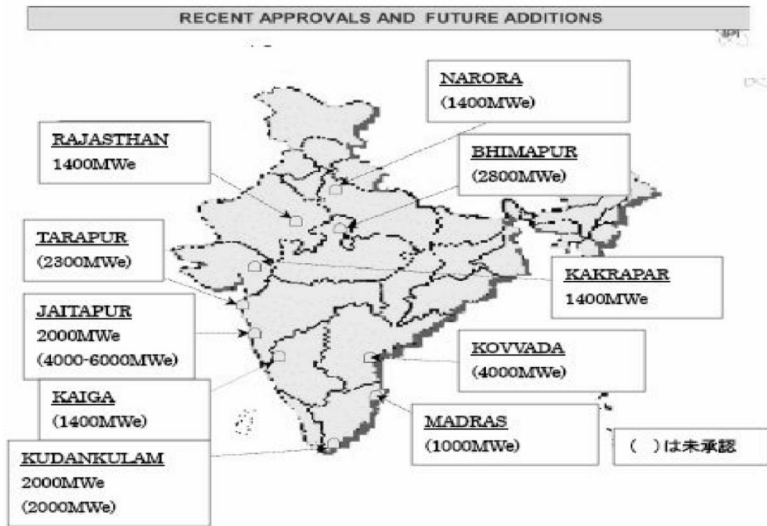 RECENT APPROVALS AND FUTURE ADDITIONS
NARORA
(1400MWe)
RAJASTHAN
1400MWe
BHIMAPUR
(2800MWe)
TARAPUR
(2300MWe)
KAKRAPAR
1400MWe
JAITAPUR
2000MWe
(4000-6000MWe)
KOVVADA
(4000MWe)
KAIGA
(1400MWe)
MADRAS
(1000MWe)
( )は未承認
KUDANKULAM
2000MWe
(2000MWe)